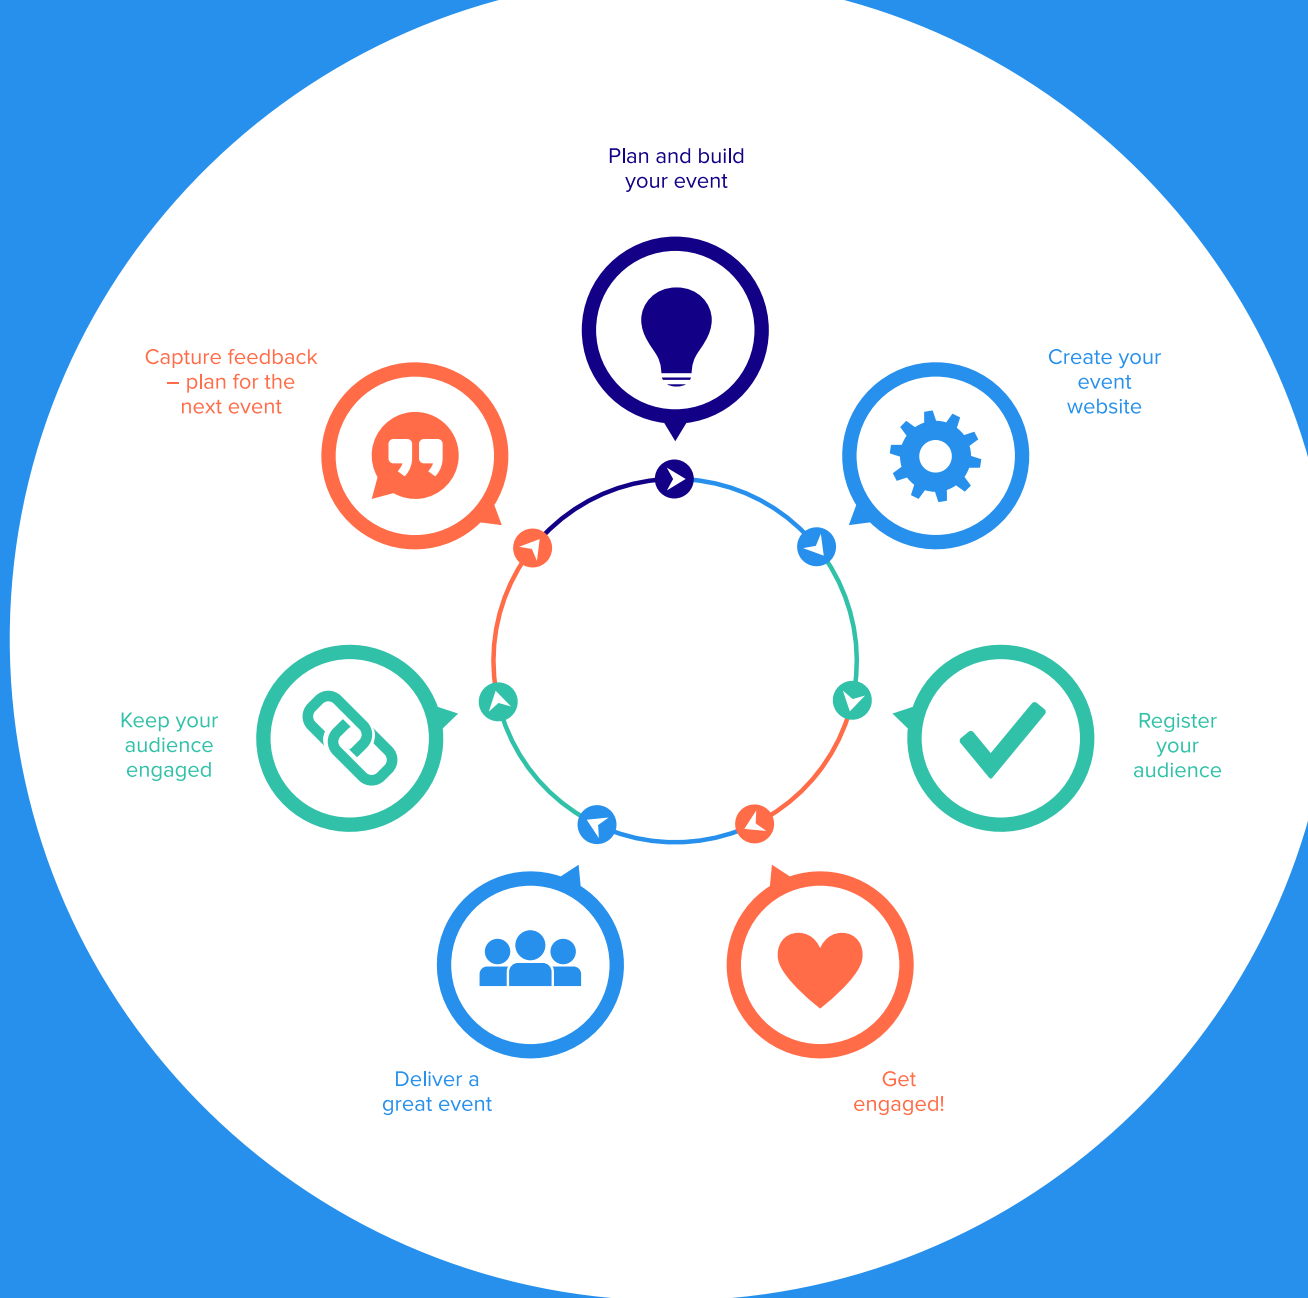 Plan and build
your event
Create your
event
website
Register
your
audience
Get
engaged!
Deliver a
great event
Keep your
audience
engaged
Capture feedback
– plan for the
next event